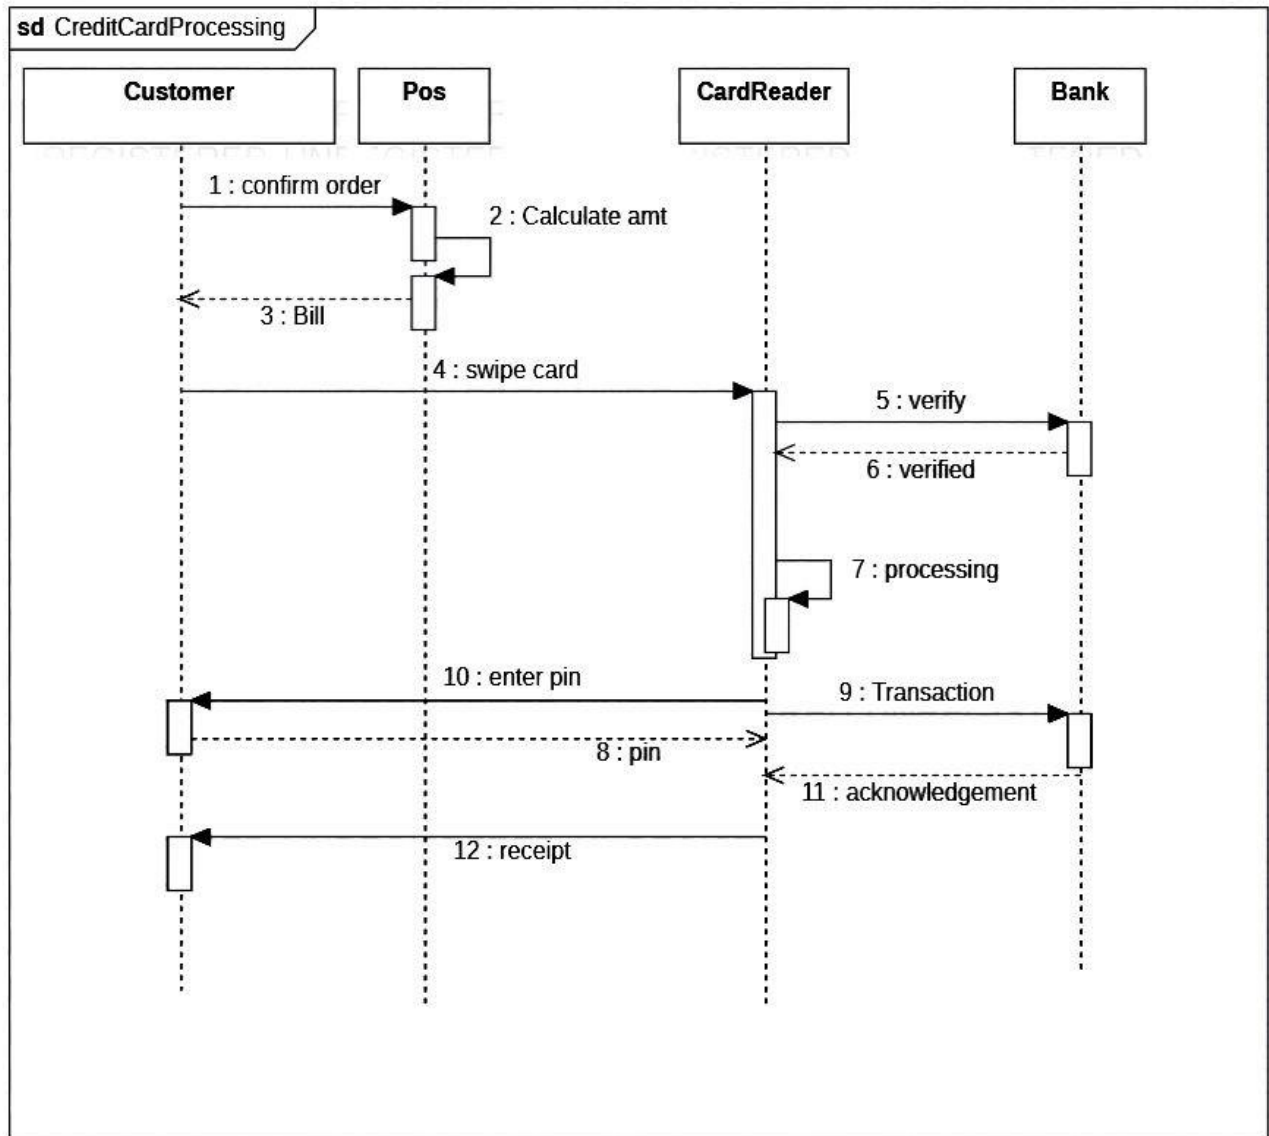 sd CreditCardProcessing
Customer
Pos
CardReader
Bank
1 : confirm order
2 : Calculate amt
3 : Bill
4 : swipe card
5 : verify
6 : verified
7 : processing
10 : enter pin
9 : Transaction
8 : pin
11 : acknowledgement
12 : receipt